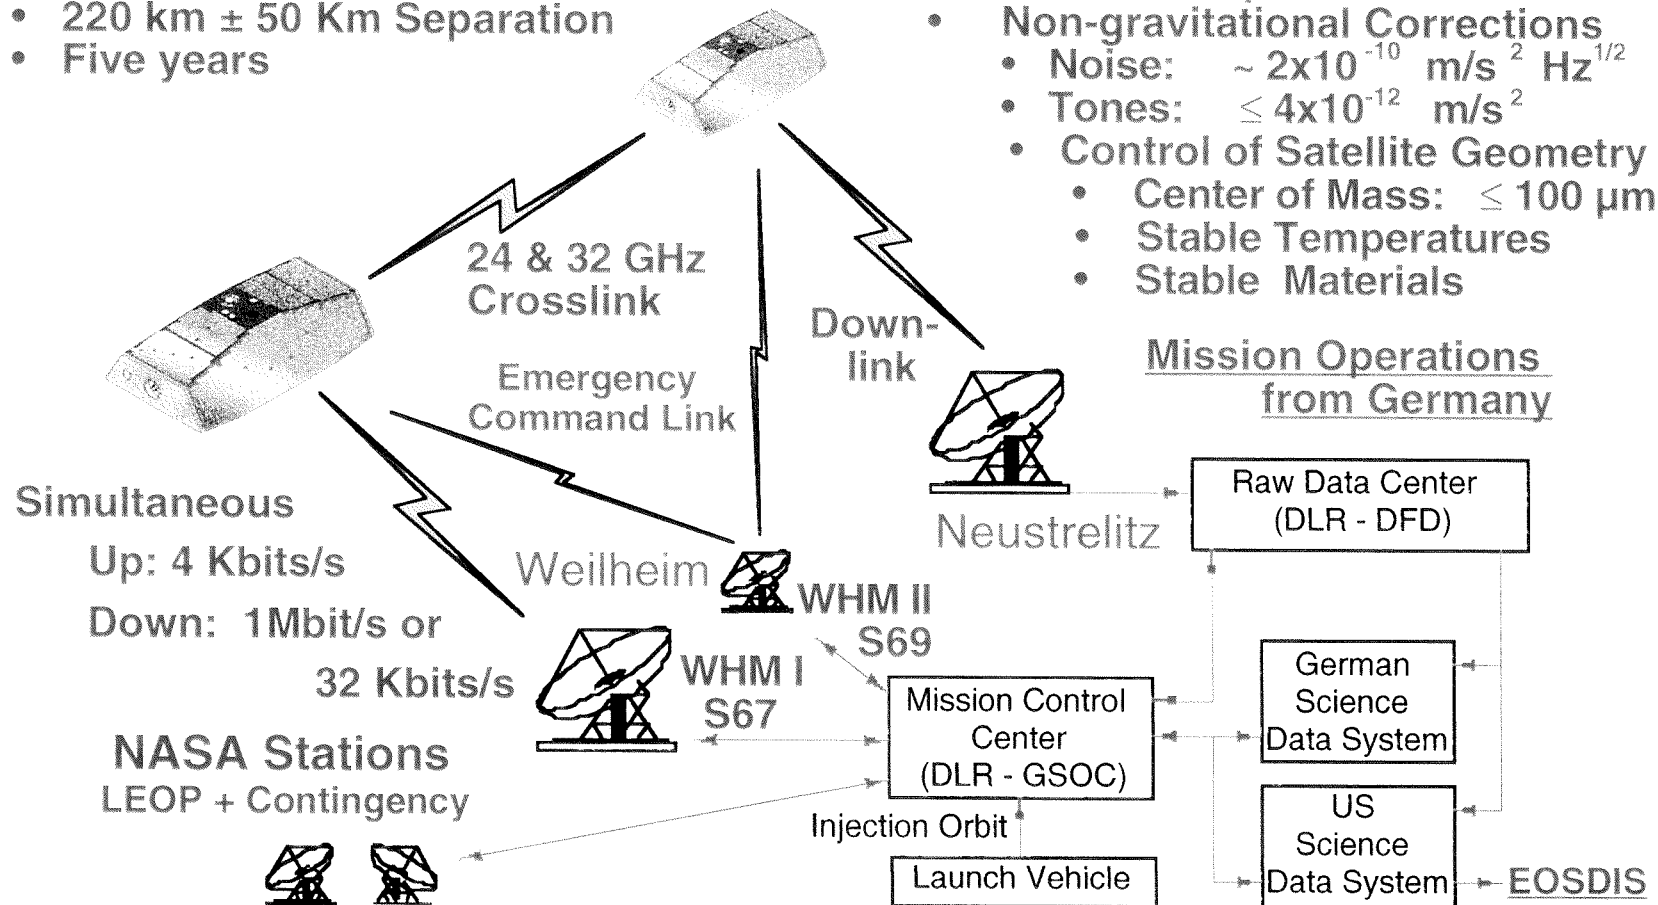 • 220 km ± 50 Km Separation
• Five years
• Non-gravitational Corrections
• Noise: ~ 2x10⁻¹⁰ m/s² Hz¹/²
• Tones: ≤ 4x10⁻¹² m/s²
• Control of Satellite Geometry
• Center of Mass: ≤ 100 µm
• Stable Temperatures
• Stable Materials
24 & 32 GHz
Crosslink
Down-
link
Emergency
Command Link
Mission Operations
from Germany
Simultaneous
Up: 4 Kbits/s
Down: 1Mbit/s or
32 Kbits/s
Weilheim
WHM II
S69
WHM I
S67
Neustrelitz
Raw Data Center
(DLR - DFD)
NASA Stations
LEOP + Contingency
Mission Control
Center
(DLR - GSOC)
German
Science
Data System
US
Science
Data System
Injection Orbit
Launch Vehicle
EOSDIS